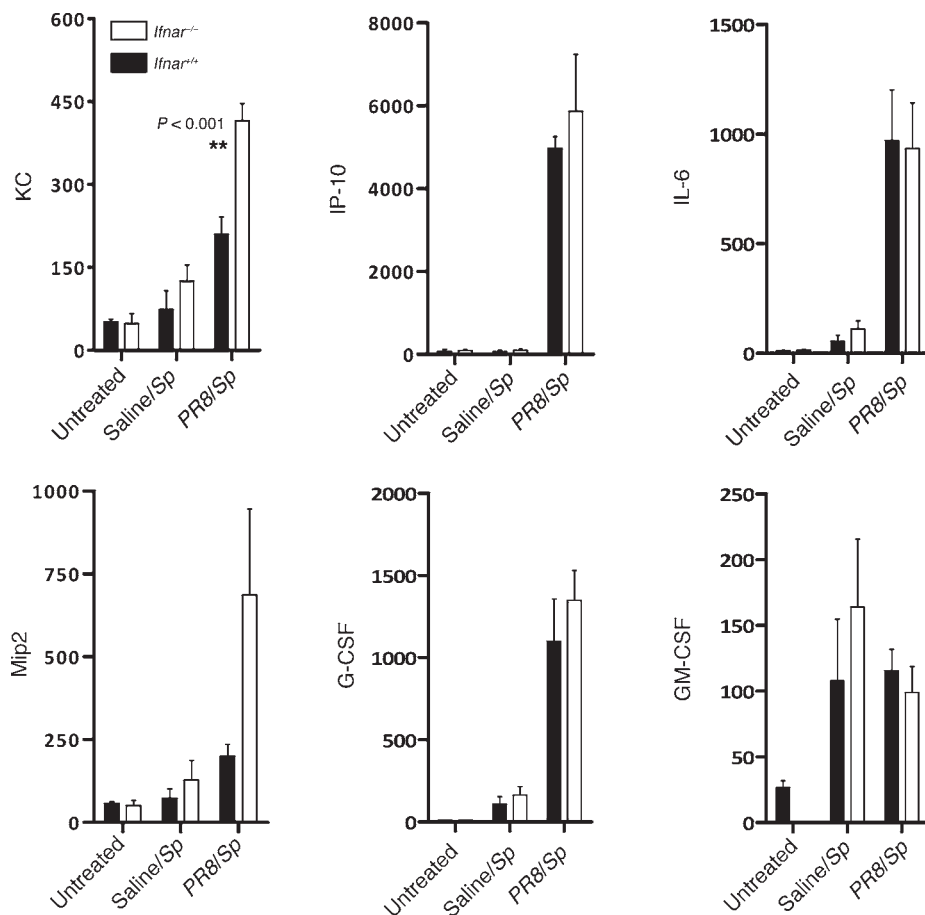 KC
600
450
300
150
0
Ifnar⁻/⁻
Ifnar⁺/⁺
P < 0.001
**
Untreated
Saline/Sp
PR8/Sp
IP-10
8000
6000
4000
2000
0
Untreated
Saline/Sp
PR8/Sp
IL-6
1500
1000
500
0
Untreated
Saline/Sp
PR8/Sp
Mip2
1000
750
500
250
0
Untreated
Saline/Sp
PR8/Sp
G-CSF
2000
1500
1000
500
0
Untreated
Saline/Sp
PR8/Sp
GM-CSF
250
200
150
100
50
0
Untreated
Saline/Sp
PR8/Sp